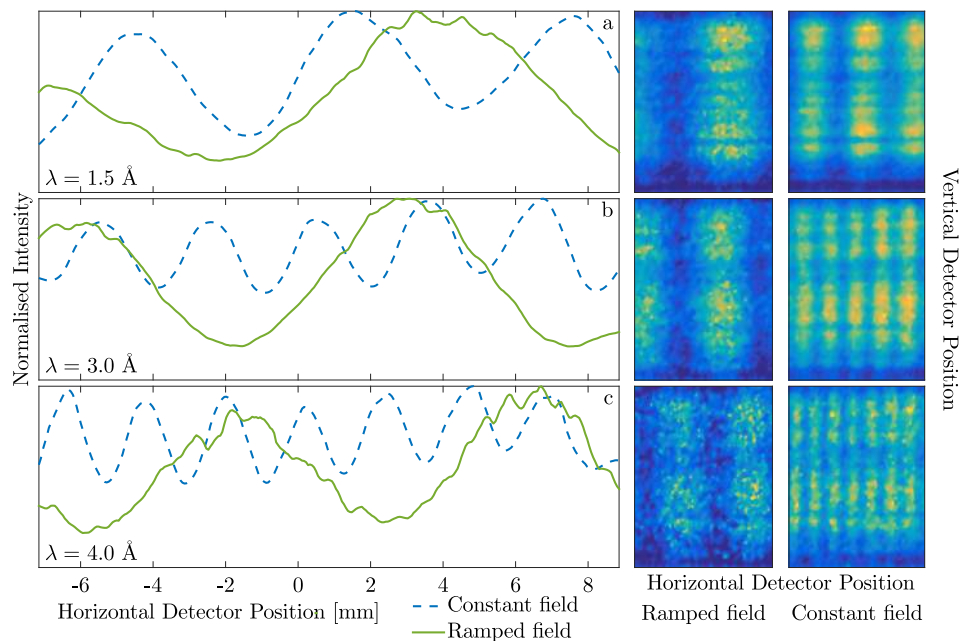 a
λ = 1.5 Å
b
λ = 3.0 Å
c
λ = 4.0 Å
Normalised Intensity
-6 -4 -2 0 2 4 6 8
Horizontal Detector Position [mm]
Constant field
Ramped field
Horizontal Detector Position
Ramped field Constant field
Vertical Detector Position